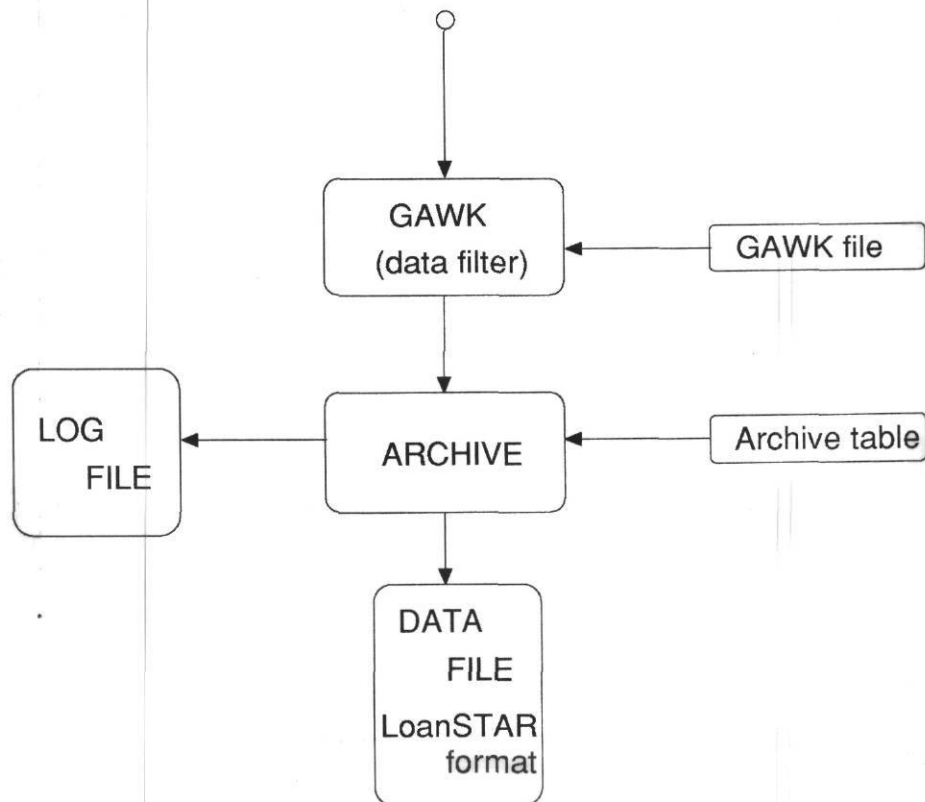 GAWK
(data filter)
GAWK file
LOG
FILE
ARCHIVE
Archive table
DATA
FILE
LoanSTAR
format